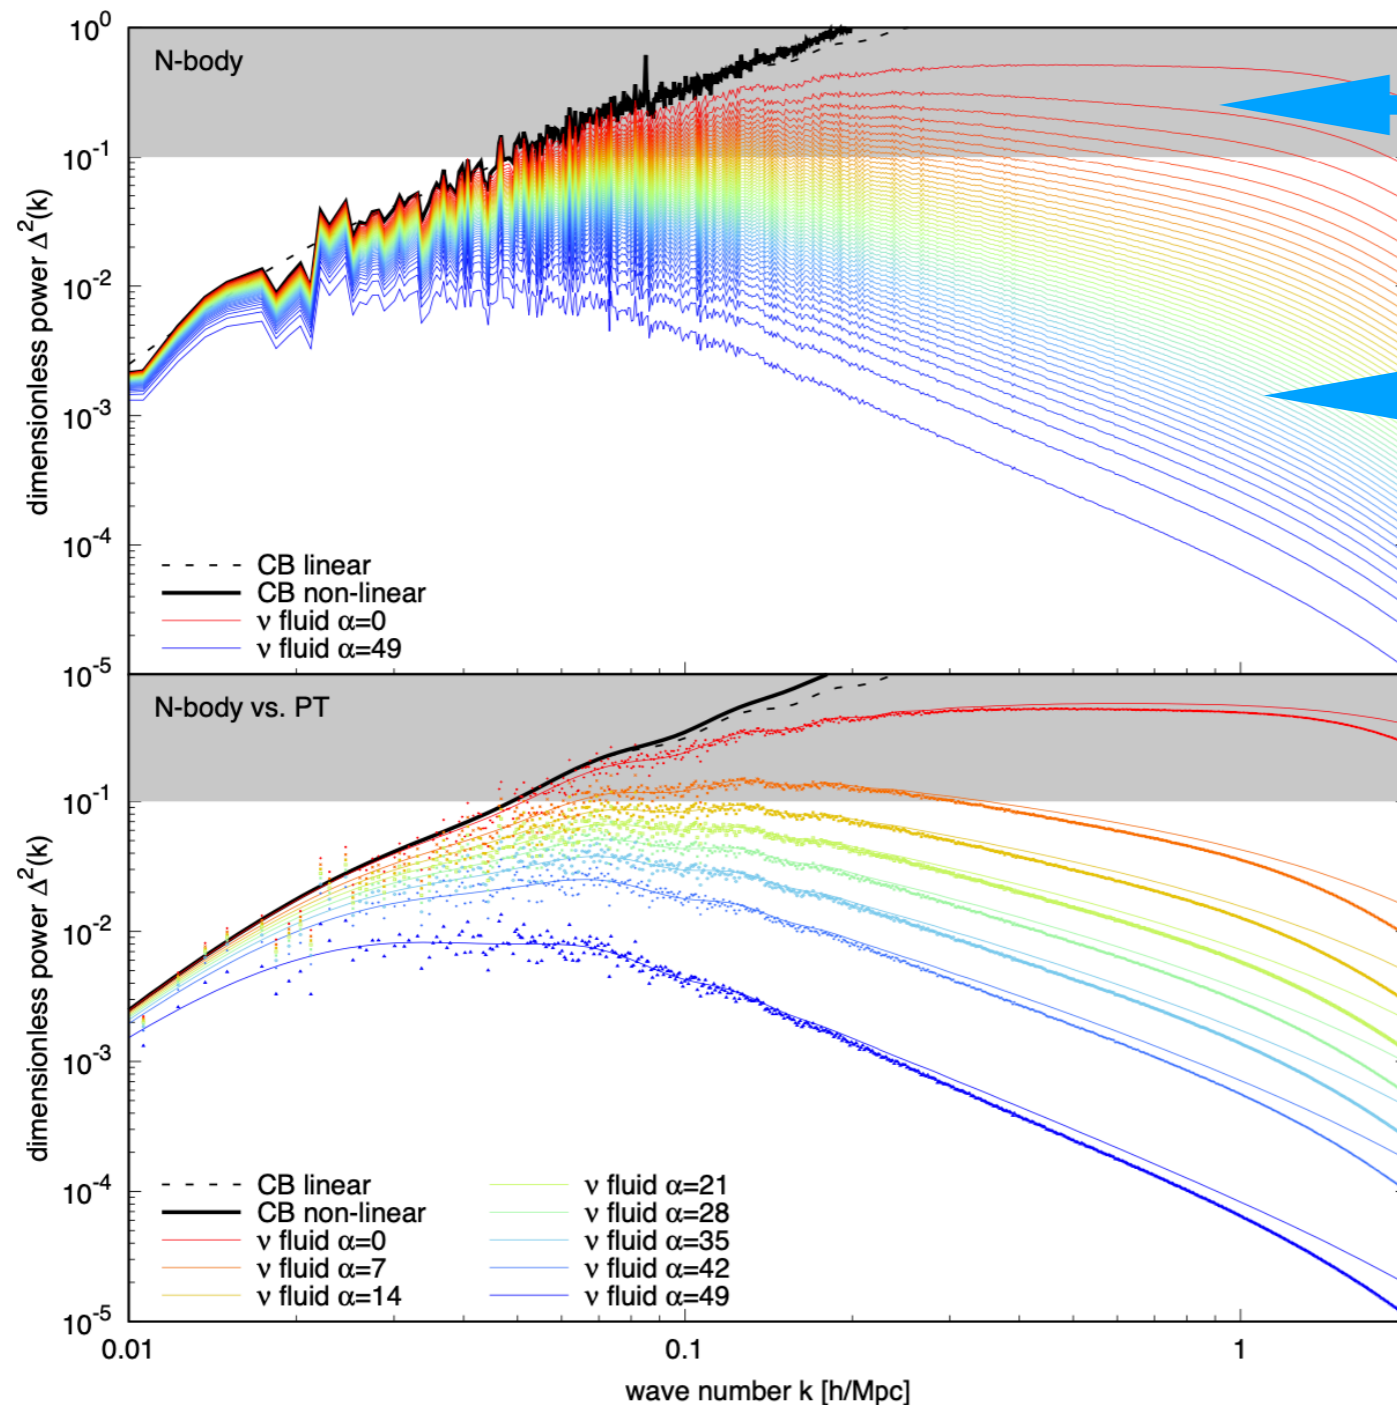 10^0
N-body
10^-1
10^-2
dimensionless power Δ^2(k)
10^-3
10^-4
CB linear
CB non-linear
ν fluid α=0
ν fluid α=49
10^-5
N-body vs. PT
10^-1
10^-2
dimensionless power Δ^2(k)
10^-3
10^-4
CB linear
CB non-linear
ν fluid α=0
ν fluid α=7
ν fluid α=14
ν fluid α=21
ν fluid α=28
ν fluid α=35
ν fluid α=42
ν fluid α=49
10^-5
0.01 0.1 1
wave number k [h/Mpc]